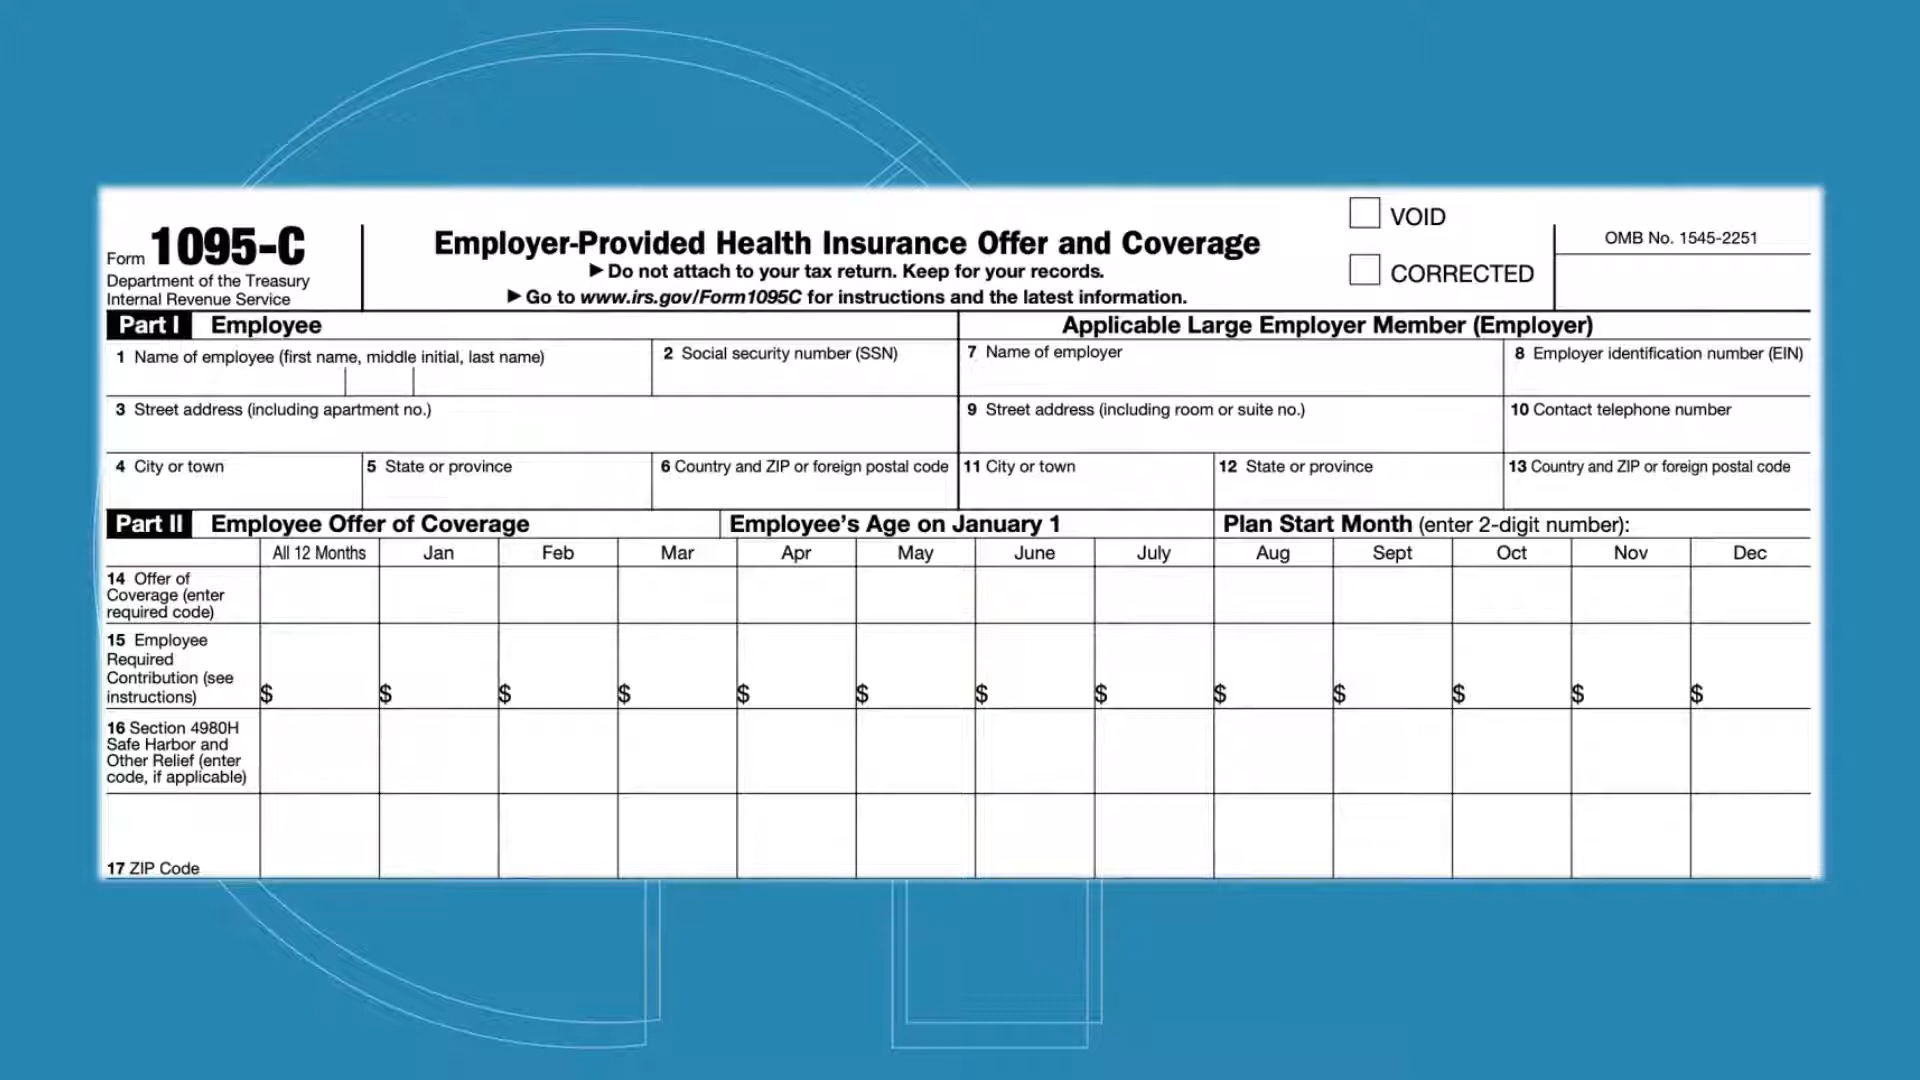 Form 1095-C
Department of the Treasury
Internal Revenue Service
Employer-Provided Health Insurance Offer and Coverage
▶ Do not attach to your tax return. Keep for your records.
▶ Go to www.irs.gov/Form1095C for instructions and the latest information.
VOID
CORRECTED
OMB No. 1545-2251
Part I Employee
Applicable Large Employer Member (Employer)
1 Name of employee (first name, middle initial, last name)
2 Social security number (SSN)
7 Name of employer
8 Employer identification number (EIN)
3 Street address (including apartment no.)
9 Street address (including room or suite no.)
10 Contact telephone number
4 City or town
5 State or province
6 Country and ZIP or foreign postal code
11 City or town
12 State or province
13 Country and ZIP or foreign postal code
Part II Employee Offer of Coverage
Employee's Age on January 1
Plan Start Month (enter 2-digit number):
All 12 Months Jan Feb Mar Apr May June July Aug Sept Oct Nov Dec
14 Offer of
Coverage (enter
required code)
15 Employee
Required
Contribution (see
instructions) $ $ $ $ $ $ $ $ $ $ $ $ $
16 Section 4980H
Safe Harbor and
Other Relief (enter
code, if applicable)
17 ZIP Code